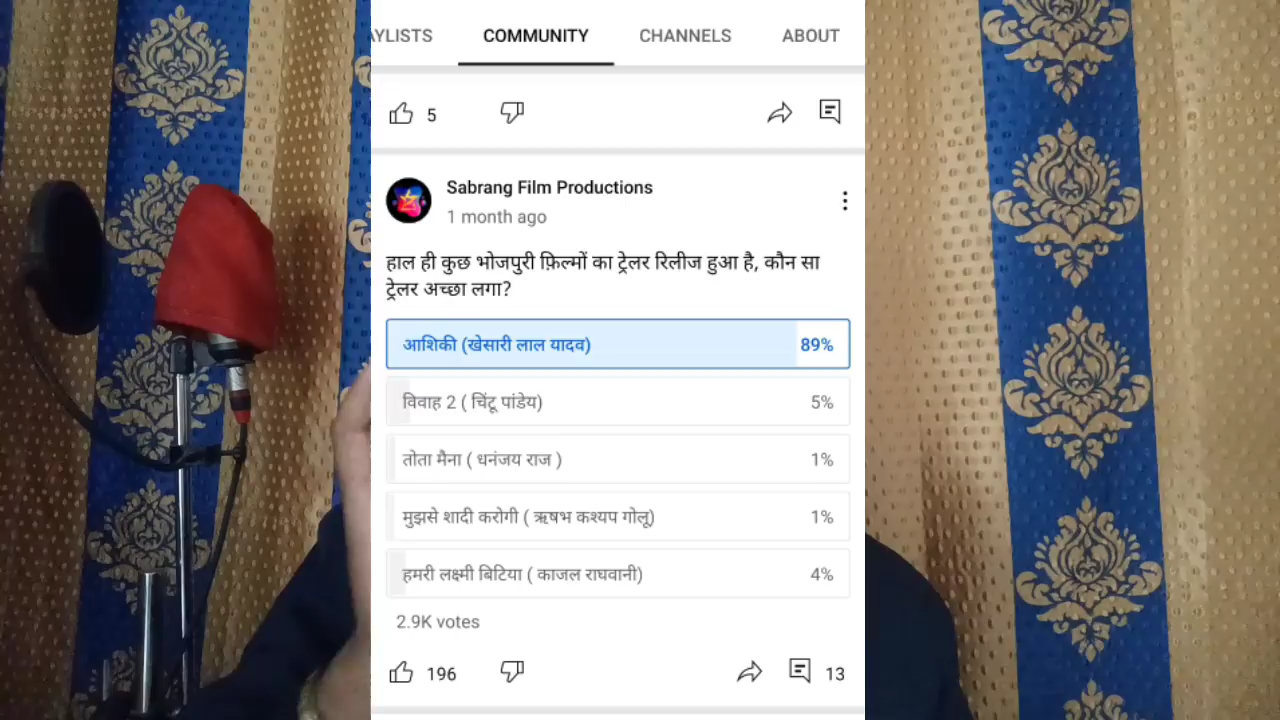 AYLISTS COMMUNITY CHANNELS ABOUT
5
Sabrang Film Productions
1 month ago
हाल ही कुछ भोजपुरी फ़िल्मों का ट्रेलर रिलीज हुआ है, कौन सा
ट्रेलर अच्छा लगा?
आशिकी (खेसारी लाल यादव) 89%
विवाह 2 ( चिंटू पांडेय) 5%
तोता मैना ( धनंजय राज ) 1%
मुझसे शादी करोगी ( ऋषभ कश्यप गोलू) 1%
हमरी लक्ष्मी बिटिया ( काजल राघवानी) 4%
2.9K votes
196 13